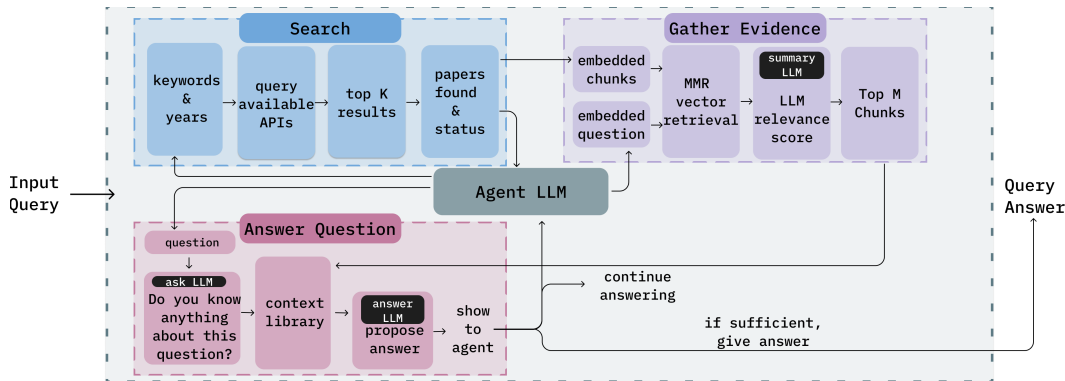 Search
keywords
&
years
query
available
APIs
top K
results
papers
found
&
status
Gather Evidence
embedded
chunks
embedded
question
MMR
vector
retrieval
summary
LLM
LLM
relevance
score
Top M
Chunks
Input
Query
Agent LLM
Query
Answer
Answer Question
question
ask LLM
Do you know
anything
about this
question?
context
library
answer
LLM
propose
answer
show
to
agent
continue
answering
if sufficient,
give answer